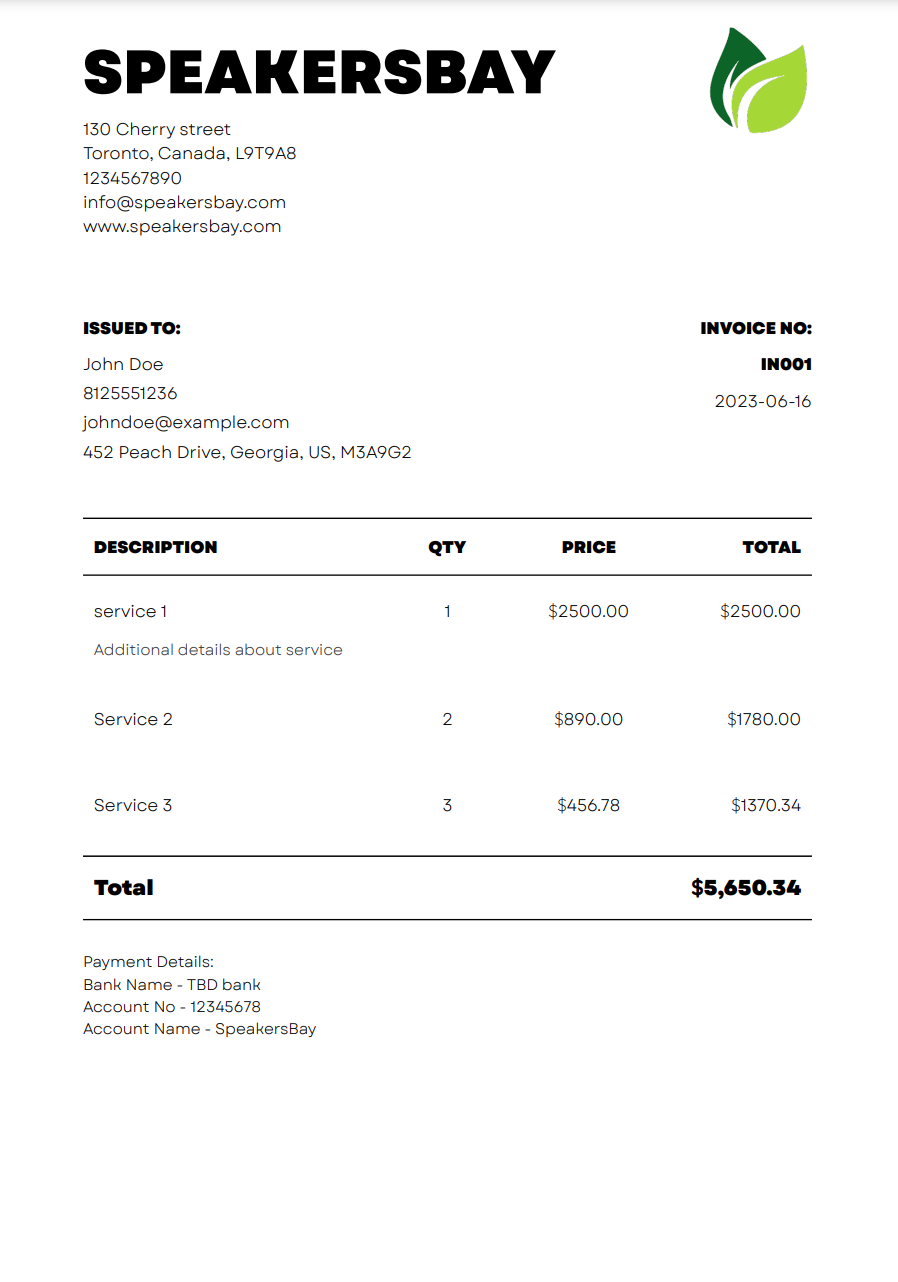 SPEAKERSBAY
130 Cherry street
Toronto, Canada, L9T9A8
1234567890
info@speakersbay.com
www.speakersbay.com
ISSUED TO:
INVOICE NO:
John Doe
IN001
8125551236
2023-06-16
johndoe@example.com
452 Peach Drive, Georgia, US, M3A9G2
DESCRIPTION QTY PRICE TOTAL
service 1 1 $2500.00 $2500.00
Additional details about service
Service 2 2 $890.00 $1780.00
Service 3 3 $456.78 $1370.34
Total $5,650.34
Payment Details:
Bank Name - TBD bank
Account No - 12345678
Account Name - SpeakersBay